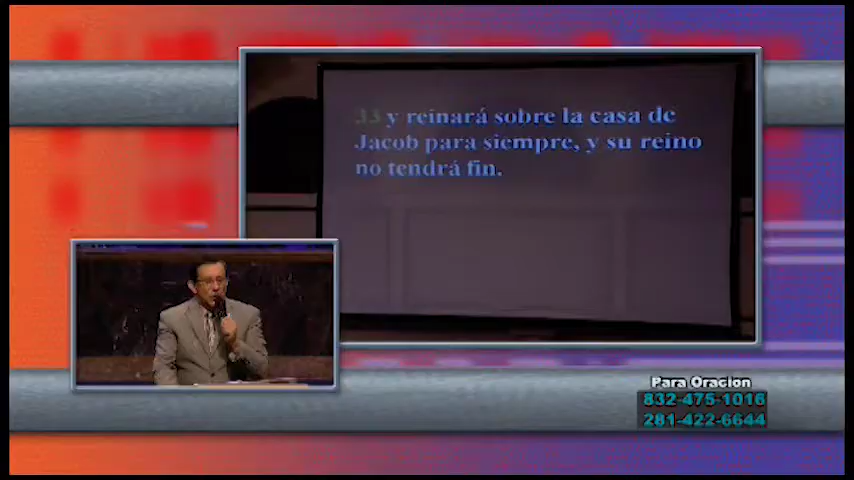 33 y reinará sobre la casa de
Jacob para siempre, y su reino
no tendrá fin.
Para Oracion
832-475-1016
281-422-6644